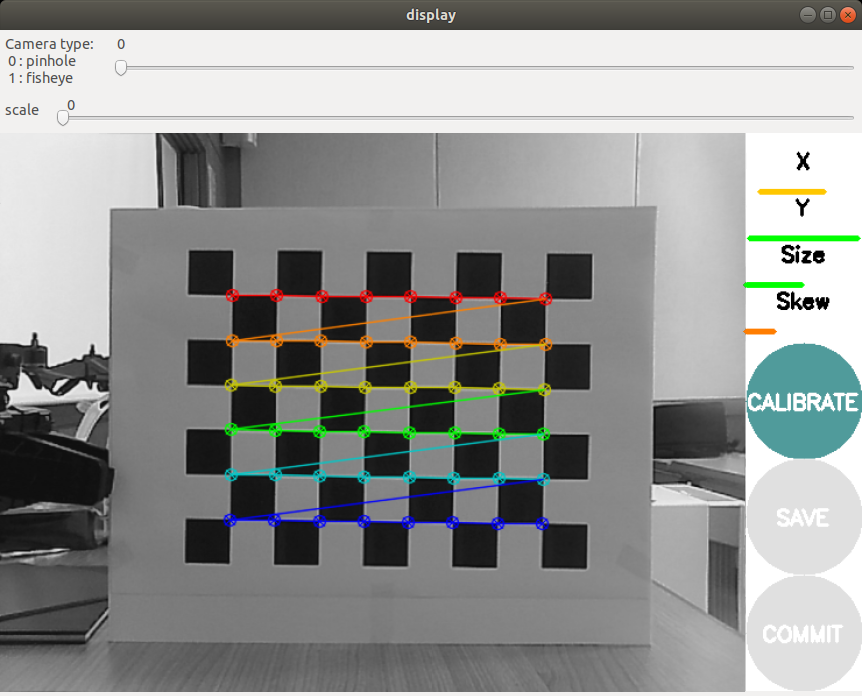 display
Camera type:
0 : pinhole
1 : fisheye
0
scale
0
X
Y
Size
Skew
CALIBRATE
SAVE
COMMIT